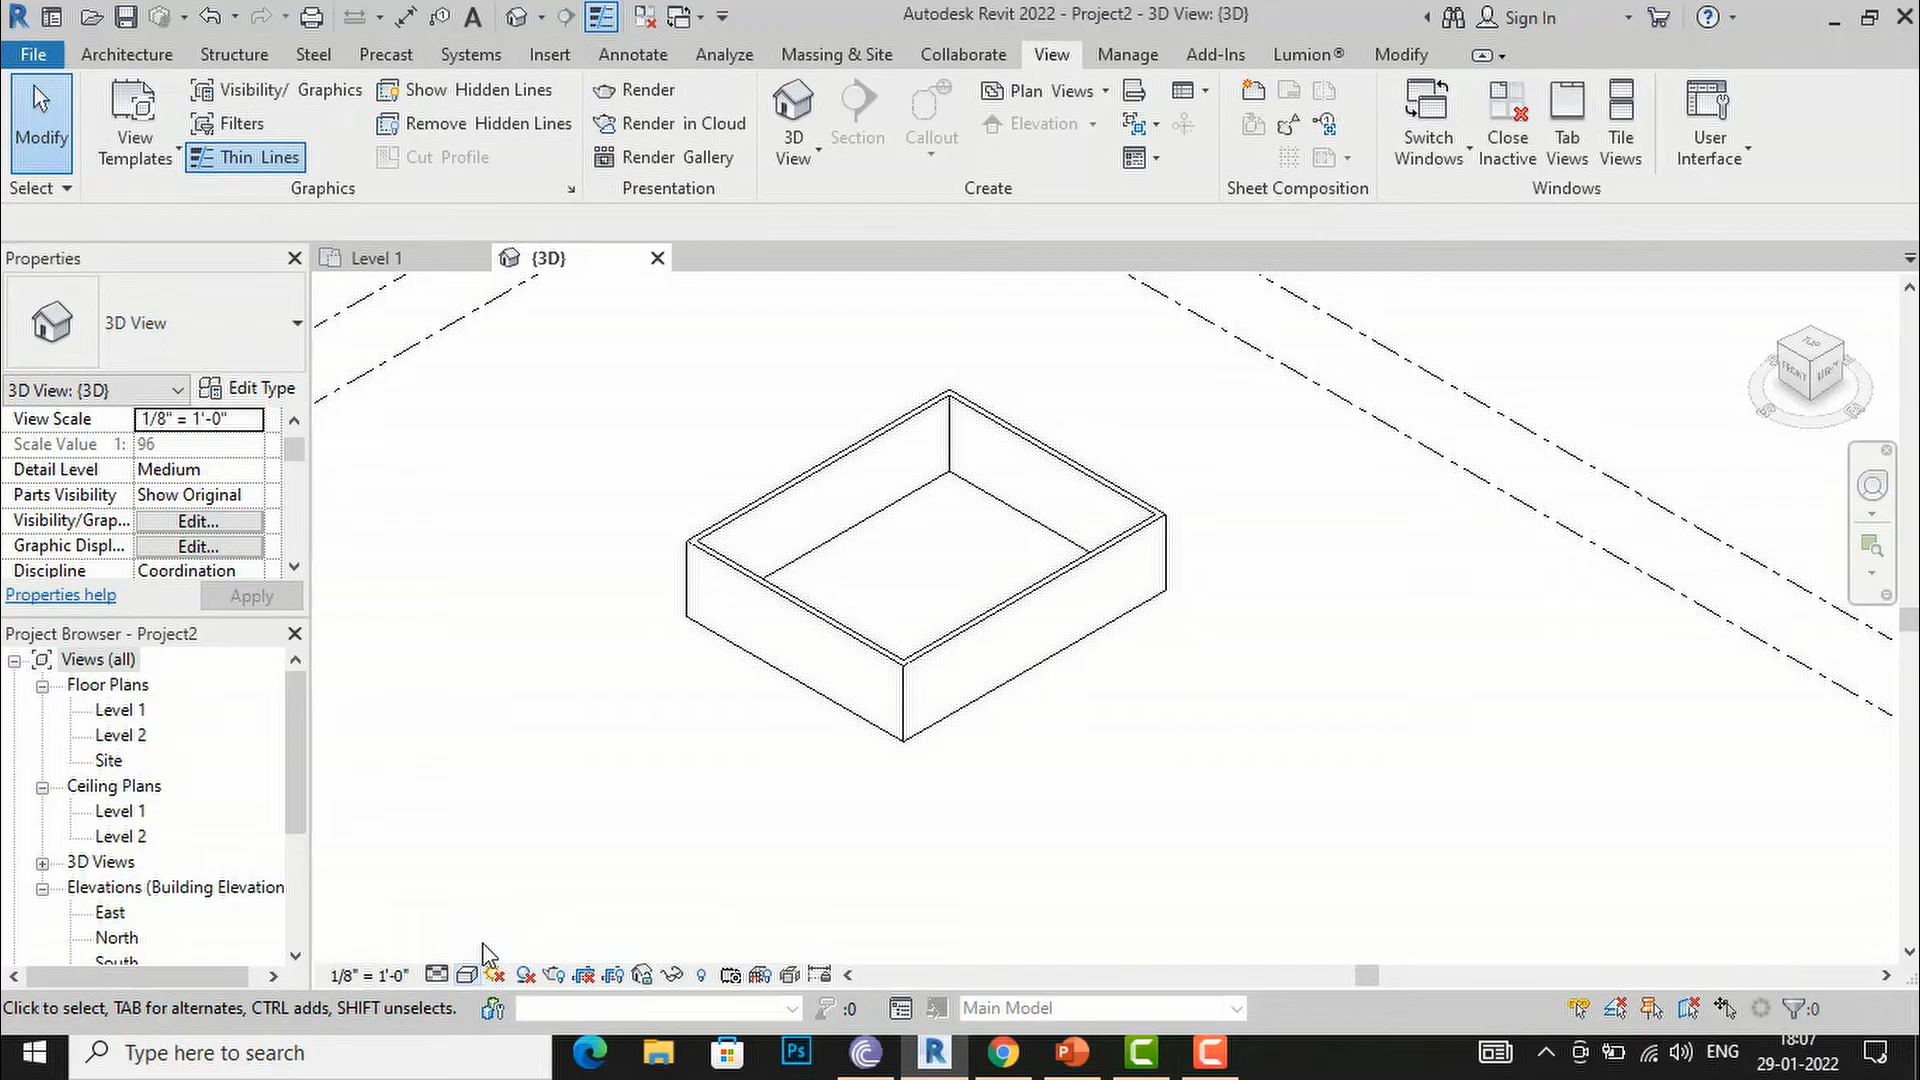 Autodesk Revit 2022 - Project2 - 3D View: {3D}
Sign In
File Architecture Structure Steel Precast Systems Insert Annotate Analyze Massing & Site Collaborate View Manage Add-Ins Lumion® Modify
Modify
View Templates
Visibility/ Graphics
Filters
Thin Lines
Show Hidden Lines
Remove Hidden Lines
Cut Profile
Render
Render in Cloud
Render Gallery
3D View
Section
Callout
Plan Views
Elevation
Switch Windows
Close Inactive
Tab Views
Tile Views
User Interface
Select
Graphics
Presentation
Create
Sheet Composition
Windows
Properties
Level 1
{3D}
3D View
3D View: {3D}
Edit Type
View Scale 1/8" = 1'-0"
Scale Value 1: 96
Detail Level Medium
Parts Visibility Show Original
Visibility/Grap... Edit...
Graphic Displ... Edit...
Discipline Coordination
Properties help
Apply
TOP
FRONT
RIGHT
Project Browser - Project2
Views (all)
Floor Plans
Level 1
Level 2
Site
Ceiling Plans
Level 1
Level 2
3D Views
Elevations (Building Elevation
East
North
South
1/8" = 1'-0"
Click to select, TAB for alternates, CTRL adds, SHIFT unselects.
:0
Main Model
:0
Type here to search
Ps
R
ENG
18:07
29-01-2022